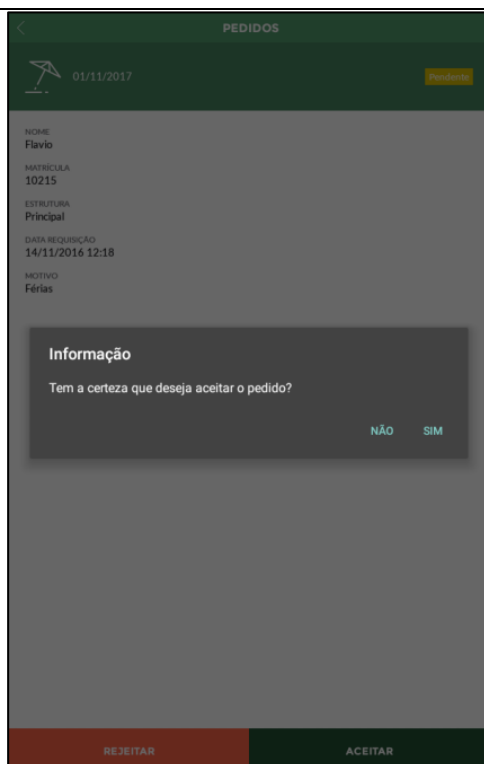 PEDIDOS
01/11/2017
Pendente
NOME
Flavio
MATRÍCULA
10215
ESTRUTURA
Principal
DATA REQUISIÇÃO
14/11/2016 12:18
MOTIVO
Férias
Informação
Tem a certeza que deseja aceitar o pedido?
NÃO SIM
REJEITAR ACEITAR